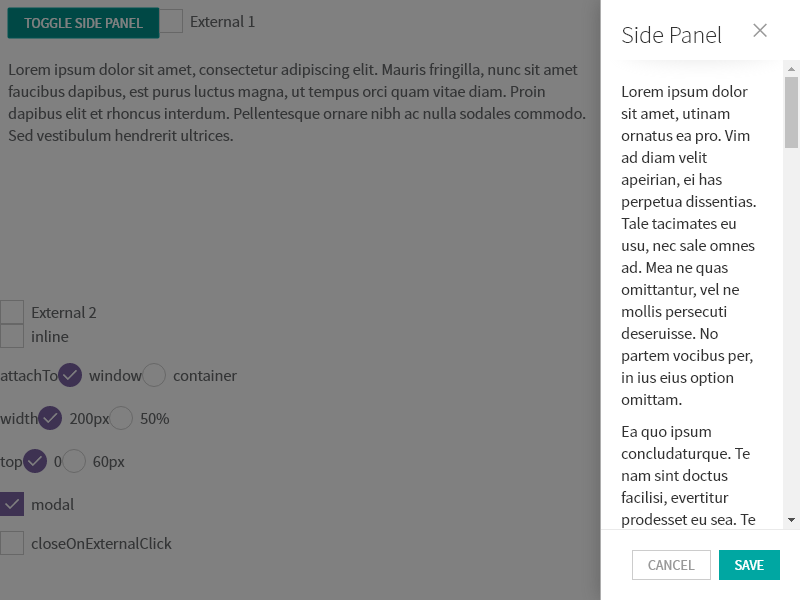 TOGGLE SIDE PANEL External 1
Lorem ipsum dolor sit amet, consectetur adipiscing elit. Mauris fringilla, nunc sit amet
faucibus dapibus, est purus luctus magna, ut tempus orci quam vitae diam. Proin
dapibus elit et rhoncus interdum. Pellentesque ornare nibh ac nulla sodales commodo.
Sed vestibulum hendrerit ultrices.
External 2
inline
attachTo window container
width 200px 50%
top 0 60px
modal
closeOnExternalClick
Side Panel
Lorem ipsum dolor
sit amet, utinam
ornatus ea pro. Vim
ad diam velit
apeirian, ei has
perpetua dissentias.
Tale tacimates eu
usu, nec sale omnes
ad. Mea ne quas
omittantur, vel ne
mollis persecuti
deseruisse. No
partem vocibus per,
in ius eius option
omittam.
Ea quo ipsum
concludaturque. Te
nam sint doctus
facilisi, evertitur
prodesset eu sea. Te
CANCEL SAVE